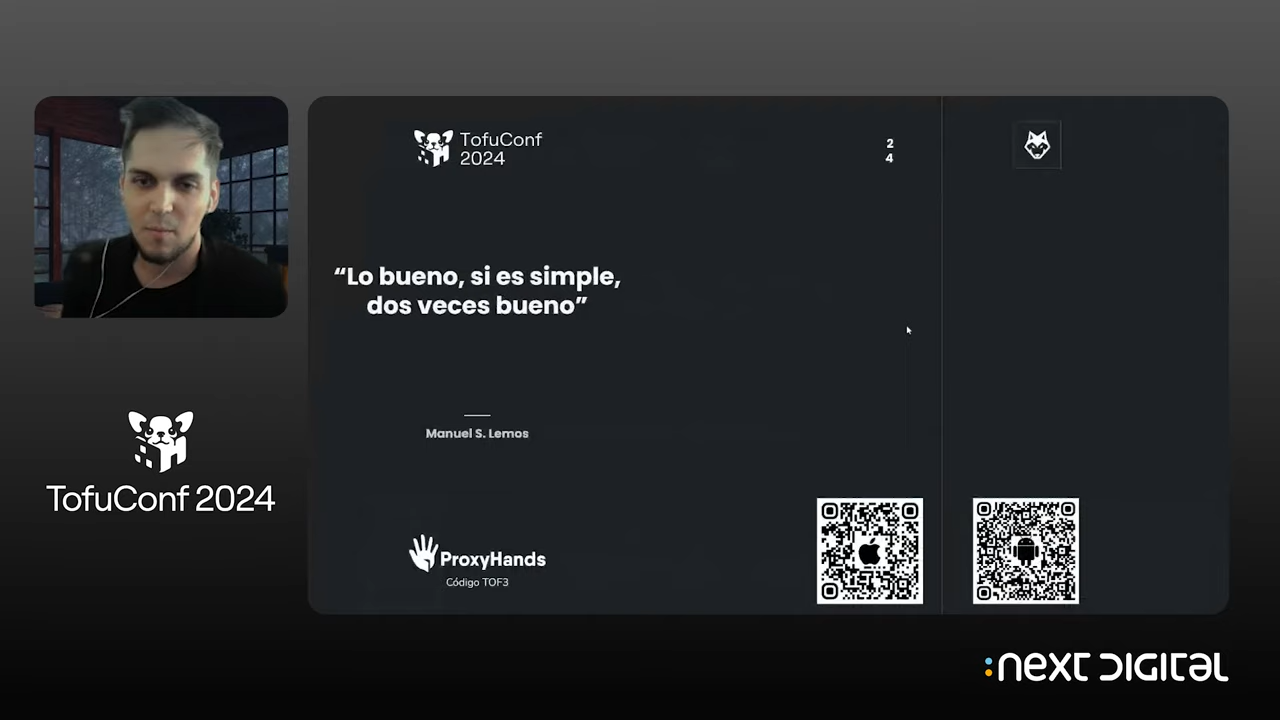 TofuConf
2024
2
4
“Lo bueno, si es simple,
dos veces bueno”
Manuel S. Lemos
ProxyHands
Código TOF3
TofuConf 2024
:NEXT DIGITAL